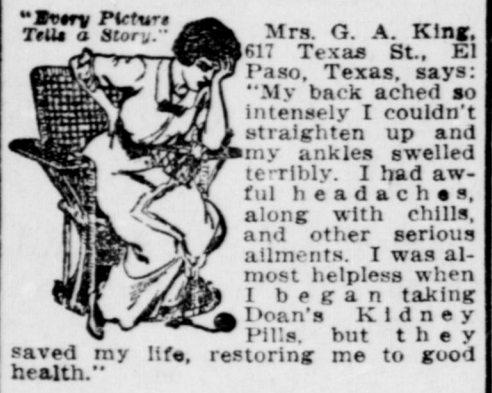 "Every Picture
Tells a Story."
Mrs. G. A. King,
617 Texas St., El
Paso, Texas, says:
"My back ached so
intensely I couldn't
straighten up and
my ankles swelled
terribly. I had aw-
ful headaches,
along with chills,
and other serious
ailments. I was al-
most helpless when
I began taking
Doan's Kidney
Pills, but they
saved my life, restoring me to good
health."